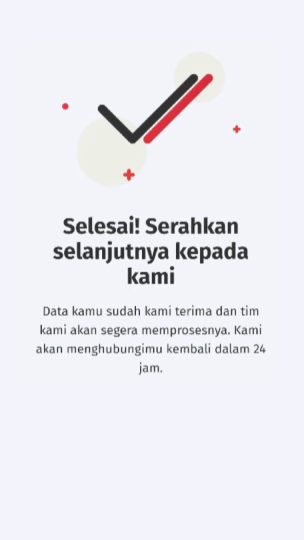 Selesai! Serahkan
selanjutnya kepada
kami
Data kamu sudah kami terima dan tim
kami akan segera memprosesnya. Kami
akan menghubungimu kembali dalam 24
jam.